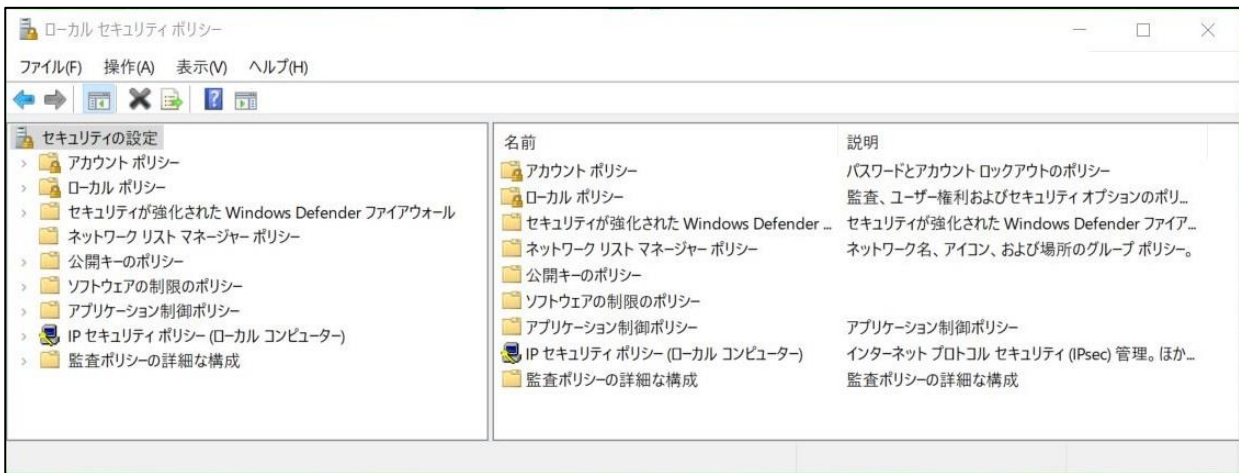 ローカル セキュリティ ポリシー
ファイル(F) 操作(A) 表示(V) ヘルプ(H)
セキュリティの設定
アカウント ポリシー
ローカル ポリシー
セキュリティが強化された Windows Defender ファイアウォール
ネットワーク リスト マネージャー ポリシー
公開キーのポリシー
ソフトウェアの制限のポリシー
アプリケーション制御ポリシー
IP セキュリティ ポリシー (ローカル コンピューター)
監査ポリシーの詳細な構成
名前 説明
アカウント ポリシー パスワードとアカウント ロックアウトのポリシー
ローカル ポリシー 監査、ユーザー権利およびセキュリティ オプションのポリ...
セキュリティが強化された Windows Defender ... セキュリティが強化された Windows Defender ファイア...
ネットワーク リスト マネージャー ポリシー ネットワーク名、アイコン、および場所のグループ ポリシー。
公開キーのポリシー
ソフトウェアの制限のポリシー
アプリケーション制御ポリシー アプリケーション制御ポリシー
IP セキュリティ ポリシー (ローカル コンピューター) インターネット プロトコル セキュリティ (IPsec) 管理。ほか...
監査ポリシーの詳細な構成 監査ポリシーの詳細な構成